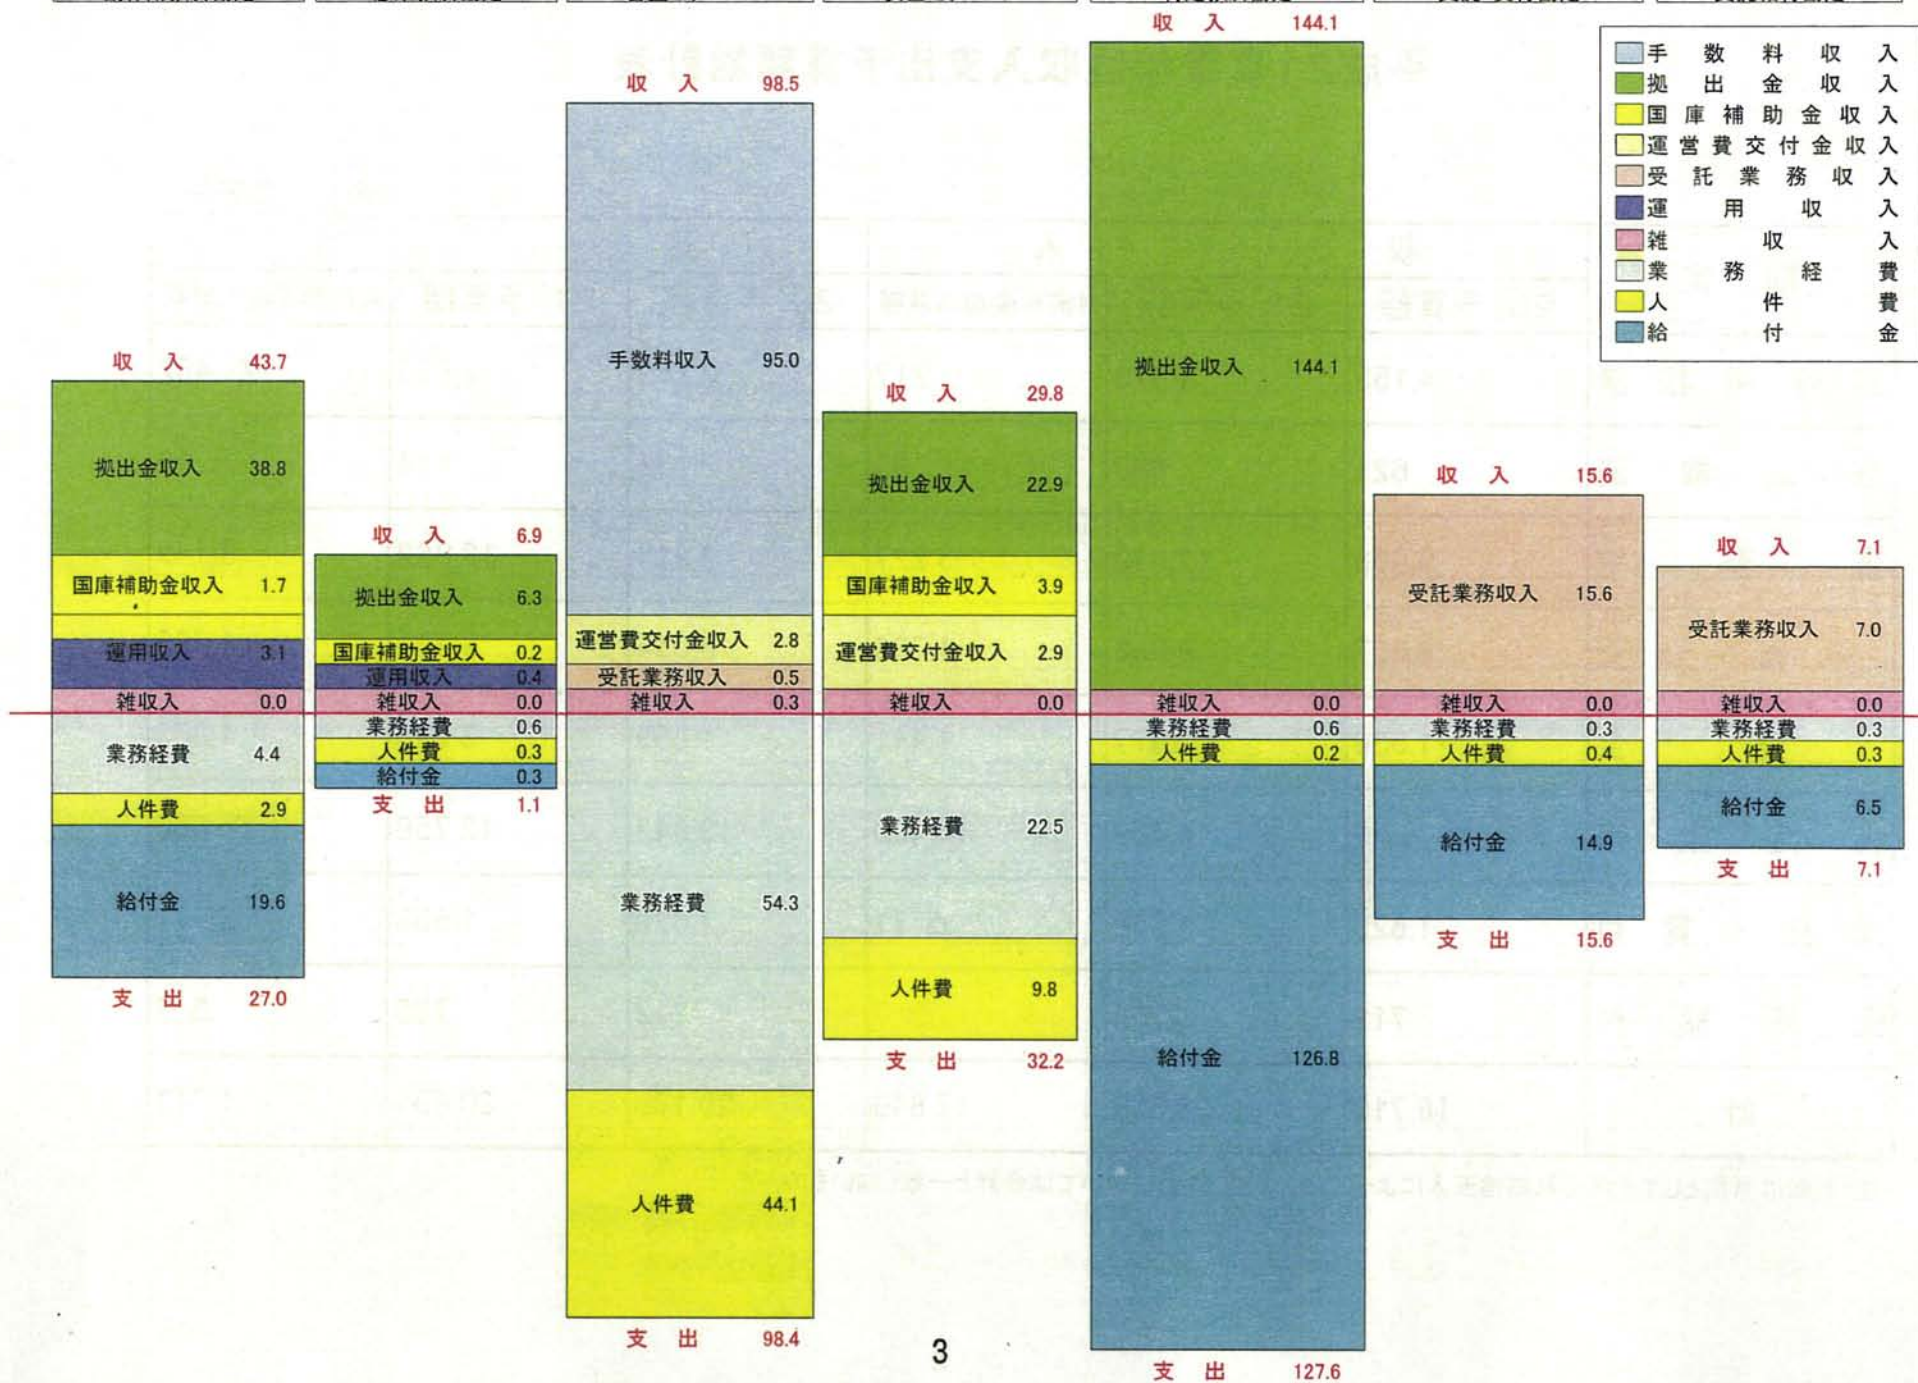 収入 144.1
手数料収入
拠出金収入
国庫補助金収入
運営費交付金収入
受託業務収入
運用収入
雑収入
業務経費
人件費
給付金
収入 43.7
拠出金収入 38.8
国庫補助金収入 1.7
運用収入 3.1
雑収入 0.0
業務経費 4.4
人件費 2.9
給付金 19.6
支出 27.0
収入 6.9
拠出金収入 6.3
国庫補助金収入 0.2
運用収入 0.4
雑収入 0.0
業務経費 0.6
人件費 0.3
給付金 0.3
支出 1.1
収入 98.5
手数料収入 95.0
運営費交付金収入 2.8
受託業務収入 0.5
雑収入 0.3
業務経費 54.3
人件費 44.1
支出 98.4
収入 29.8
拠出金収入 22.9
国庫補助金収入 3.9
運営費交付金収入 2.9
雑収入 0.0
業務経費 22.5
人件費 9.8
支出 32.2
拠出金収入 144.1
雑収入 0.0
業務経費 0.6
人件費 0.2
給付金 126.8
支出 127.6
収入 15.6
受託業務収入 15.6
雑収入 0.0
業務経費 0.3
人件費 0.4
給付金 14.9
支出 15.6
収入 7.1
受託業務収入 7.0
雑収入 0.0
業務経費 0.3
人件費 0.3
給付金 6.5
支出 7.1
3